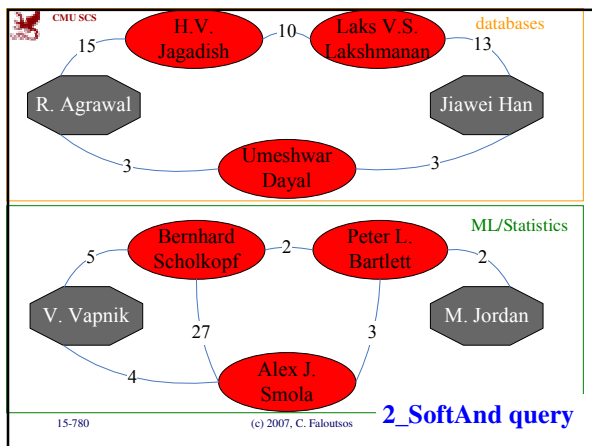 CMU SCS
databases
H.V.
Jagadish
10
Laks V.S.
Lakshmanan
15
13
R. Agrawal
Jiawei Han
Umeshwar
Dayal
3
3
ML/Statistics
Bernhard
Scholkopf
2
Peter L.
Bartlett
5
2
V. Vapnik
M. Jordan
27
3
4
Alex J.
Smola
15-780
(c) 2007, C. Faloutsos
2_SoftAnd query